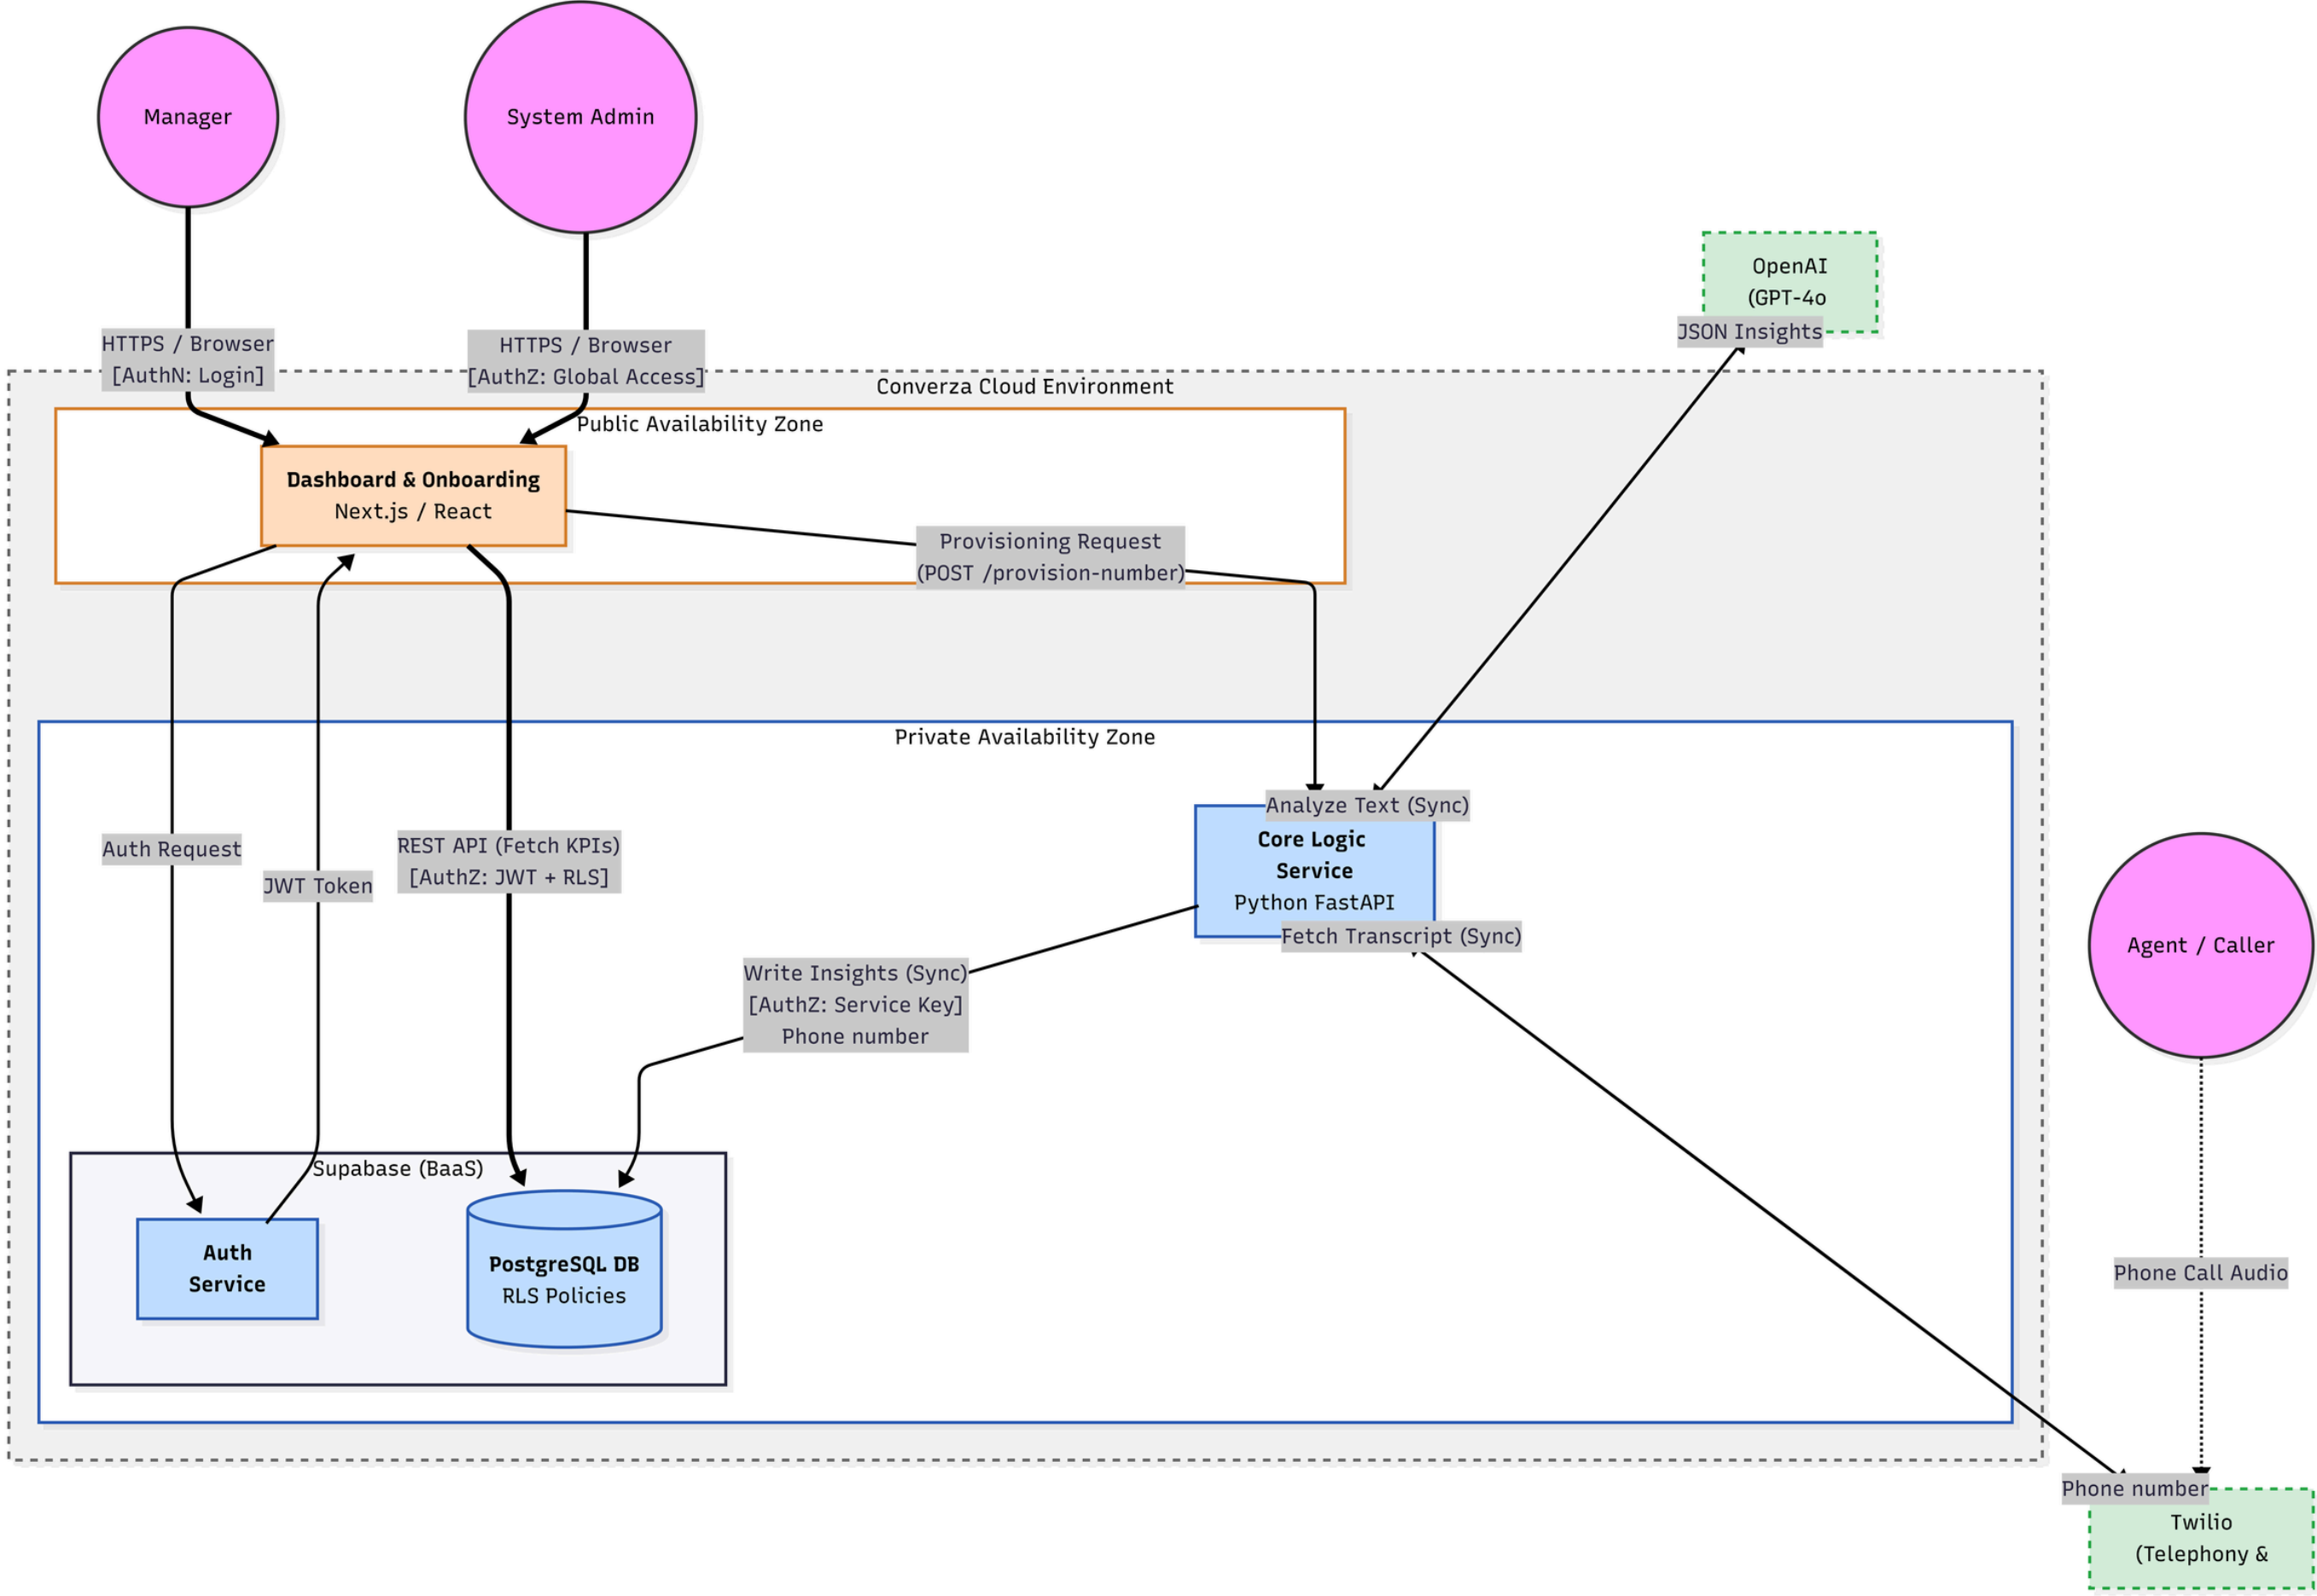 Manager
System Admin
OpenAI
(GPT-4o
JSON Insights
HTTPS / Browser
[AuthN: Login]
HTTPS / Browser
[AuthZ: Global Access]
Converza Cloud Environment
Public Availability Zone
Dashboard & Onboarding
Next.js / React
Provisioning Request
(POST /provision-number)
Private Availability Zone
Analyze Text (Sync)
Core Logic
Service
Python FastAPI
Fetch Transcript (Sync)
Auth Request
JWT Token
REST API (Fetch KPIs)
[AuthZ: JWT + RLS]
Agent / Caller
Write Insights (Sync)
[AuthZ: Service Key]
Phone number
Supabase (BaaS)
Auth
Service
PostgreSQL DB
RLS Policies
Phone Call Audio
Phone number
Twilio
(Telephony &